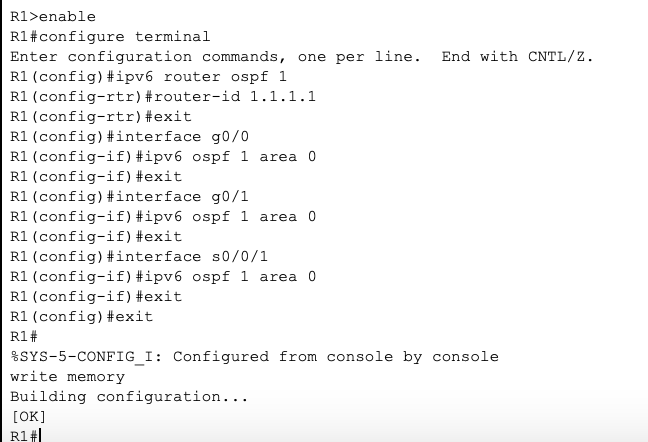 R1>enable
R1#configure terminal
Enter configuration commands, one per line.  End with CNTL/Z.
R1(config)#ipv6 router ospf 1
R1(config-rtr)#router-id 1.1.1.1
R1(config-rtr)#exit
R1(config)#interface g0/0
R1(config-if)#ipv6 ospf 1 area 0
R1(config-if)#exit
R1(config)#interface g0/1
R1(config-if)#ipv6 ospf 1 area 0
R1(config-if)#exit
R1(config)#interface s0/0/1
R1(config-if)#ipv6 ospf 1 area 0
R1(config-if)#exit
R1(config)#exit
R1#
%SYS-5-CONFIG_I: Configured from console by console
write memory
Building configuration...
[OK]
R1#